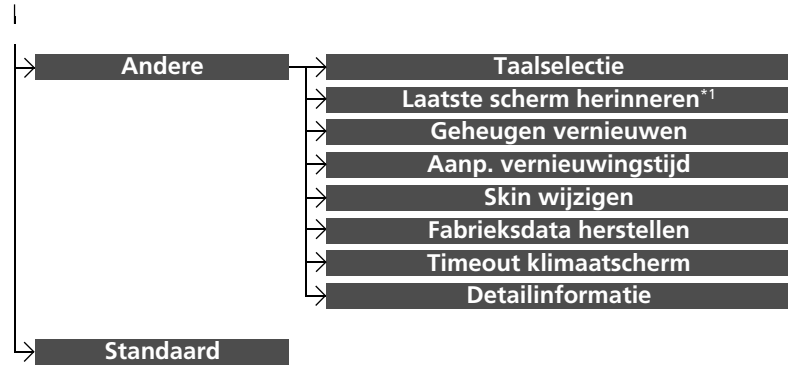 Andere
Taalselectie
Laatste scherm herinneren*1
Geheugen vernieuwen
Aanp. vernieuwingstijd
Skin wijzigen
Fabrieksdata herstellen
Timeout klimaatscherm
Detailinformatie
Standaard